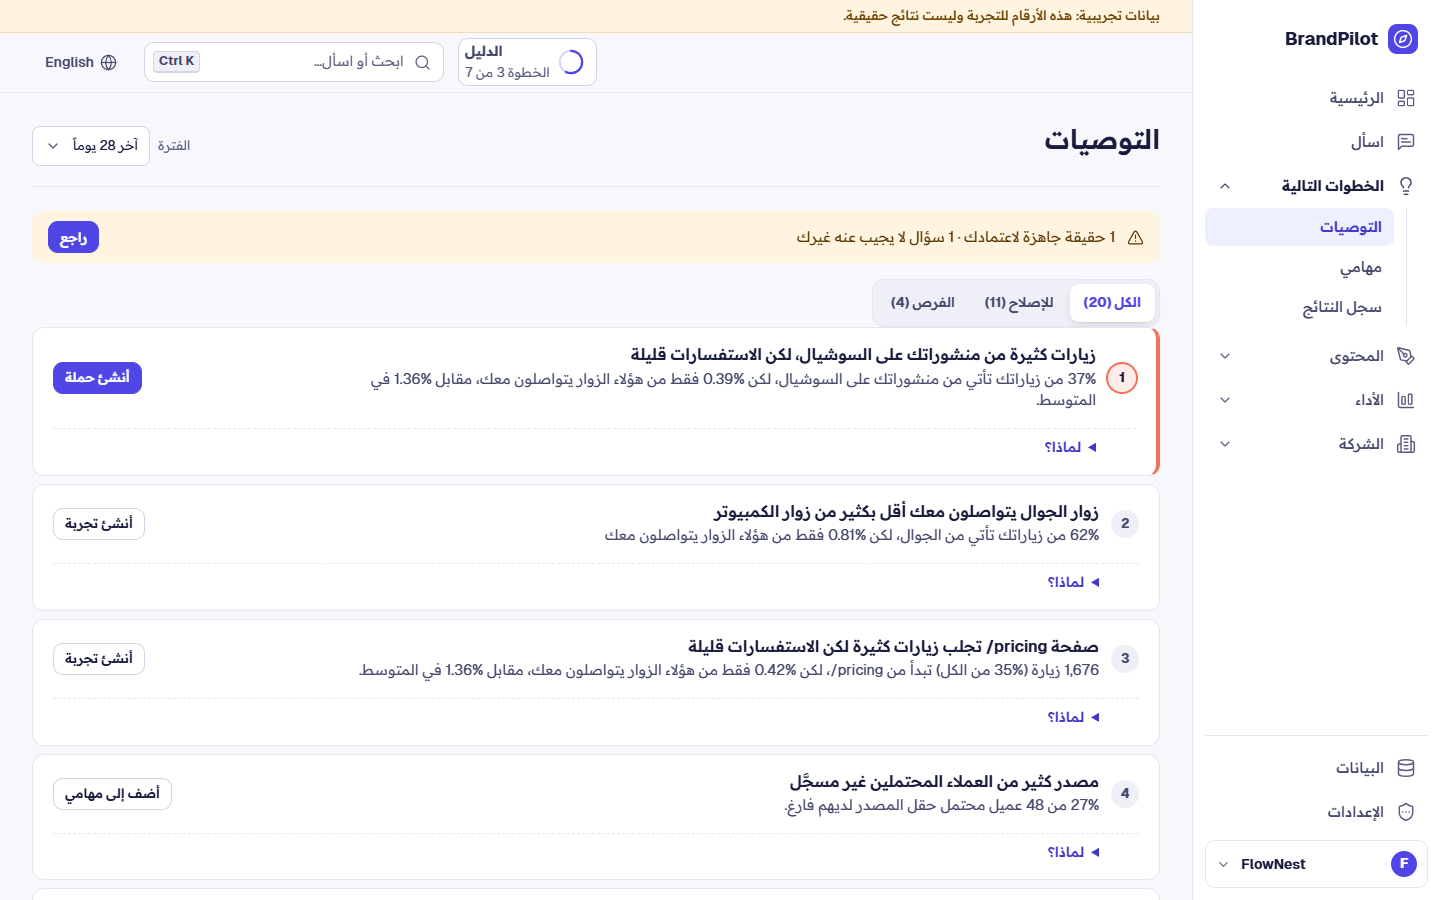 بيانات تجريبية: هذه الأرقام للتجربة وليست نتائج حقيقية.
BrandPilot
الرئيسية
اسأل
الخطوات التالية
التوصيات
مهامي
سجل النتائج
المحتوى
الأداء
الشركة
البيانات
الإعدادات
F FlowNest
الدليل
الخطوة 3 من 7
ابحث أو اسأل...
Ctrl K
English
التوصيات
الفترة
آخر 28 يوماً
1 حقيقة جاهزة لاعتمادك · 1 سؤال لا يجيب عنه غيرك
راجع
الكل (20)
للإصلاح (11)
الفرص (4)
1
زيارات كثيرة من منشوراتك على السوشيال، لكن الاستفسارات قليلة
37% من زياراتك تأتي من منشوراتك على السوشيال، لكن 0.39% فقط من هؤلاء الزوار يتواصلون معك، مقابل 1.36% في
المتوسط.
أنشئ حملة
لماذا؟
2
زوار الجوال يتواصلون معك أقل بكثير من زوار الكمبيوتر
62% من زياراتك تأتي من الجوال، لكن 0.81% فقط من هؤلاء الزوار يتواصلون معك
أنشئ تجربة
لماذا؟
3
صفحة /pricing تجلب زيارات كثيرة لكن الاستفسارات قليلة
1,676 زيارة (35% من الكل) تبدأ من /pricing، لكن 0.42% فقط من هؤلاء الزوار يتواصلون معك، مقابل 1.36% في المتوسط.
أنشئ تجربة
لماذا؟
4
مصدر كثير من العملاء المحتملين غير مسجَّل
27% من 48 عميل محتمل حقل المصدر لديهم فارغ.
أضف إلى مهامي
لماذا؟